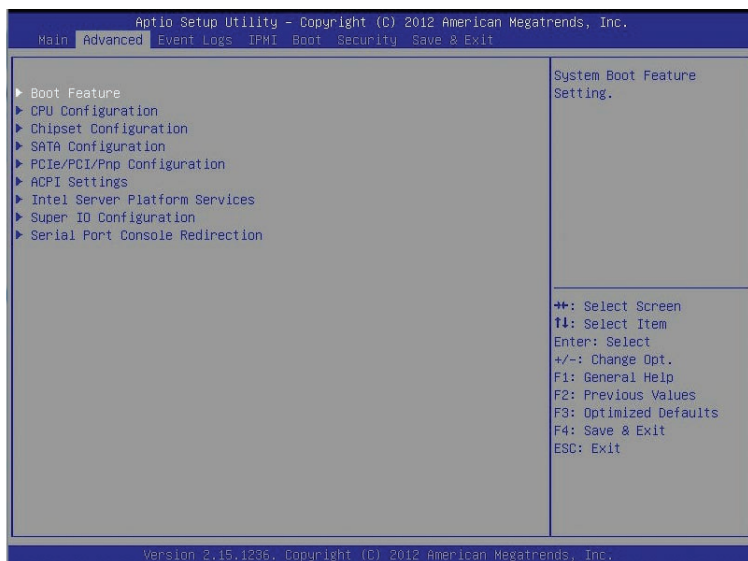 Aptio Setup Utility – Copyright (C) 2012 American Megatrends, Inc.
Main Advanced Event Logs IPMI Boot Security Save & Exit
▶ Boot Feature
▶ CPU Configuration
▶ Chipset Configuration
▶ SATA Configuration
▶ PCIe/PCI/Pnp Configuration
▶ ACPI Settings
▶ Intel Server Platform Services
▶ Super IO Configuration
▶ Serial Port Console Redirection
System Boot Feature
Setting.
→←: Select Screen
↑↓: Select Item
Enter: Select
+/-: Change Opt.
F1: General Help
F2: Previous Values
F3: Optimized Defaults
F4: Save & Exit
ESC: Exit
Version 2.15.1236. Copyright (C) 2012 American Megatrends, Inc.